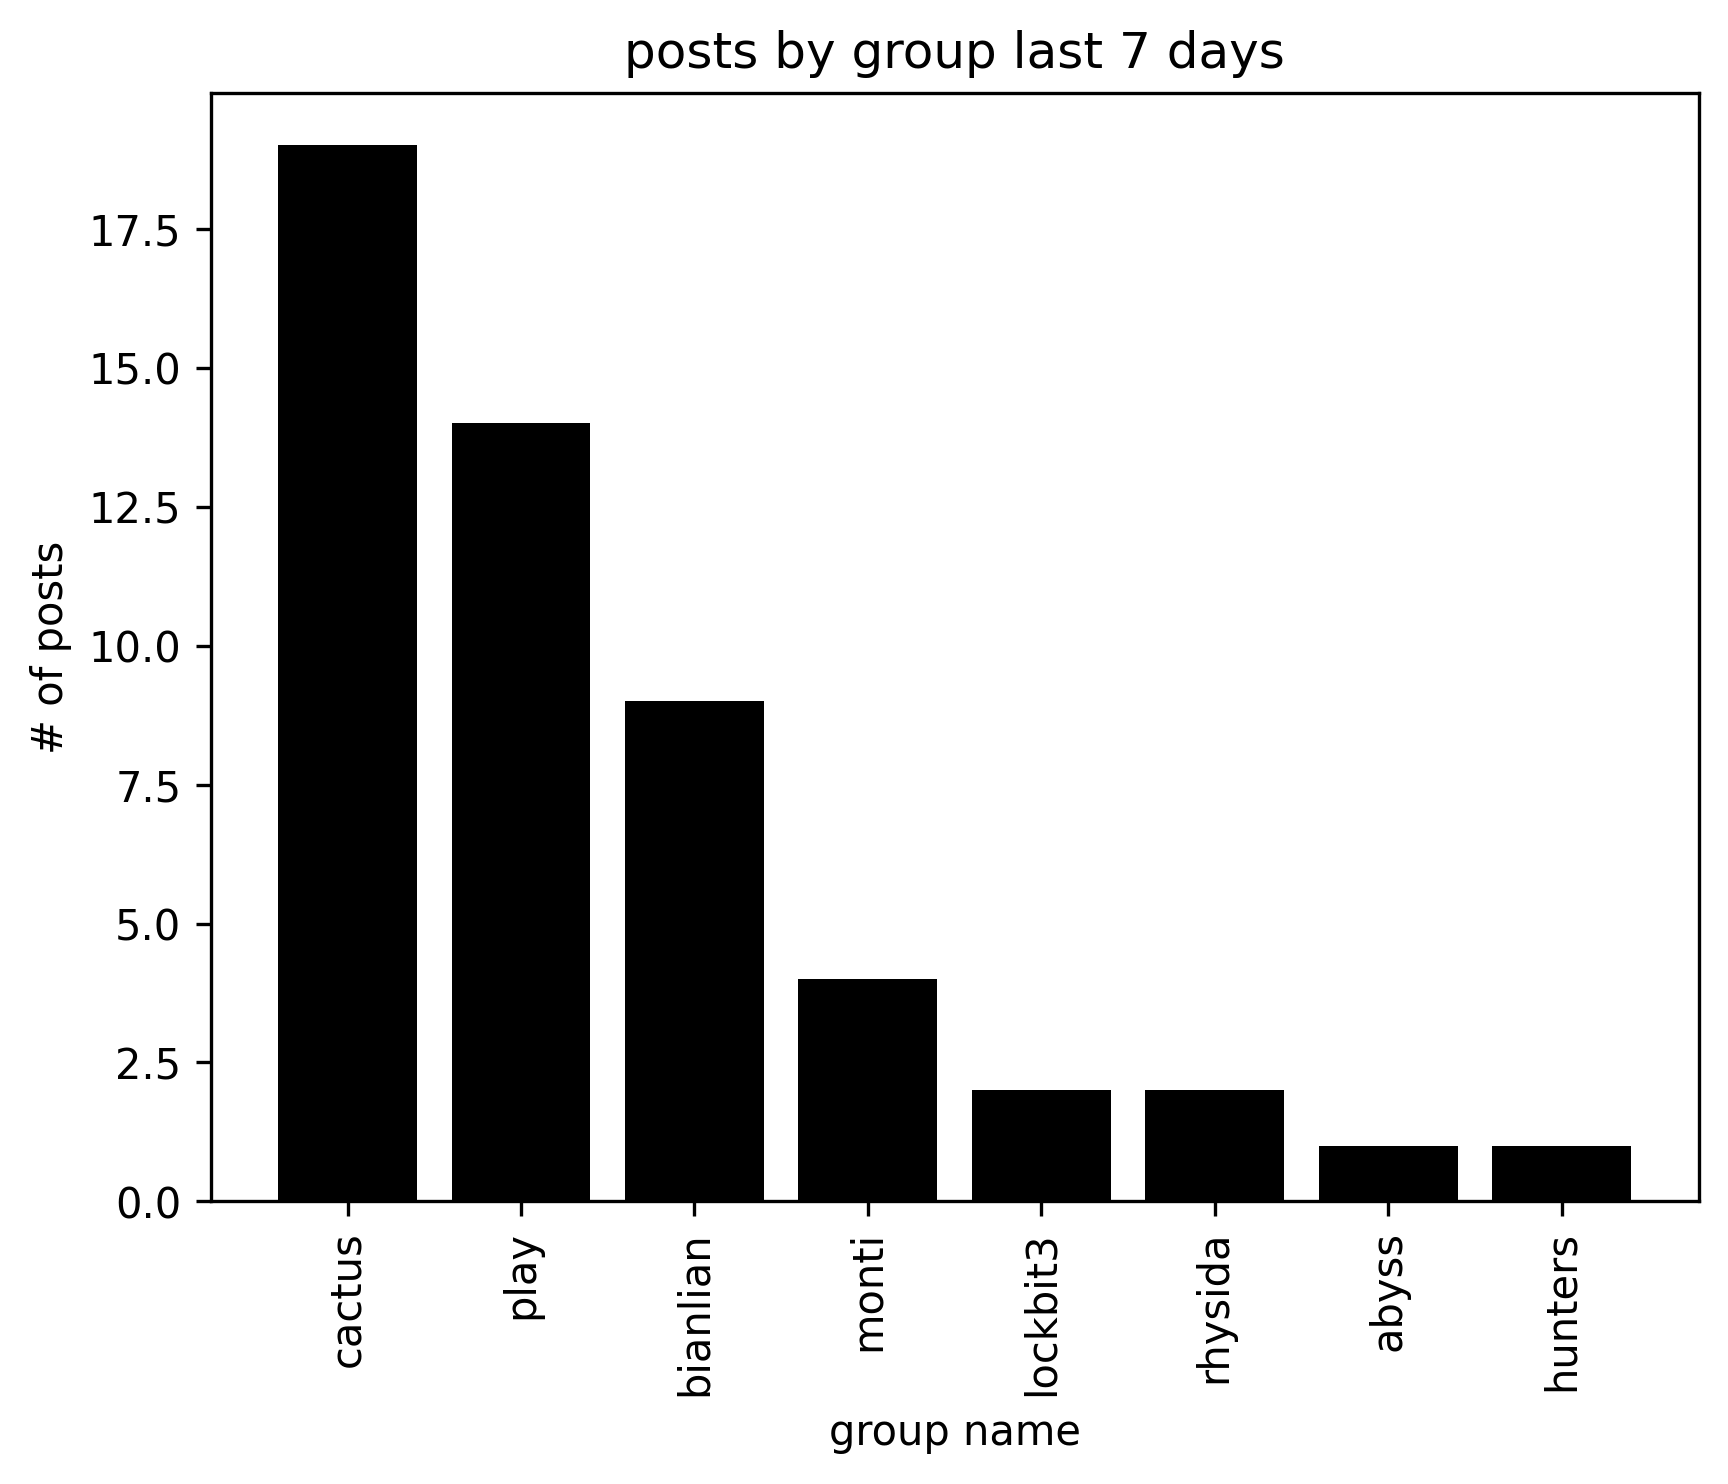 posts by group last 7 days
# of posts
17.5
15.0
12.5
10.0
7.5
5.0
2.5
0.0
cactus
play
bianlian
monti
lockbit3
rhysida
abyss
hunters
group name